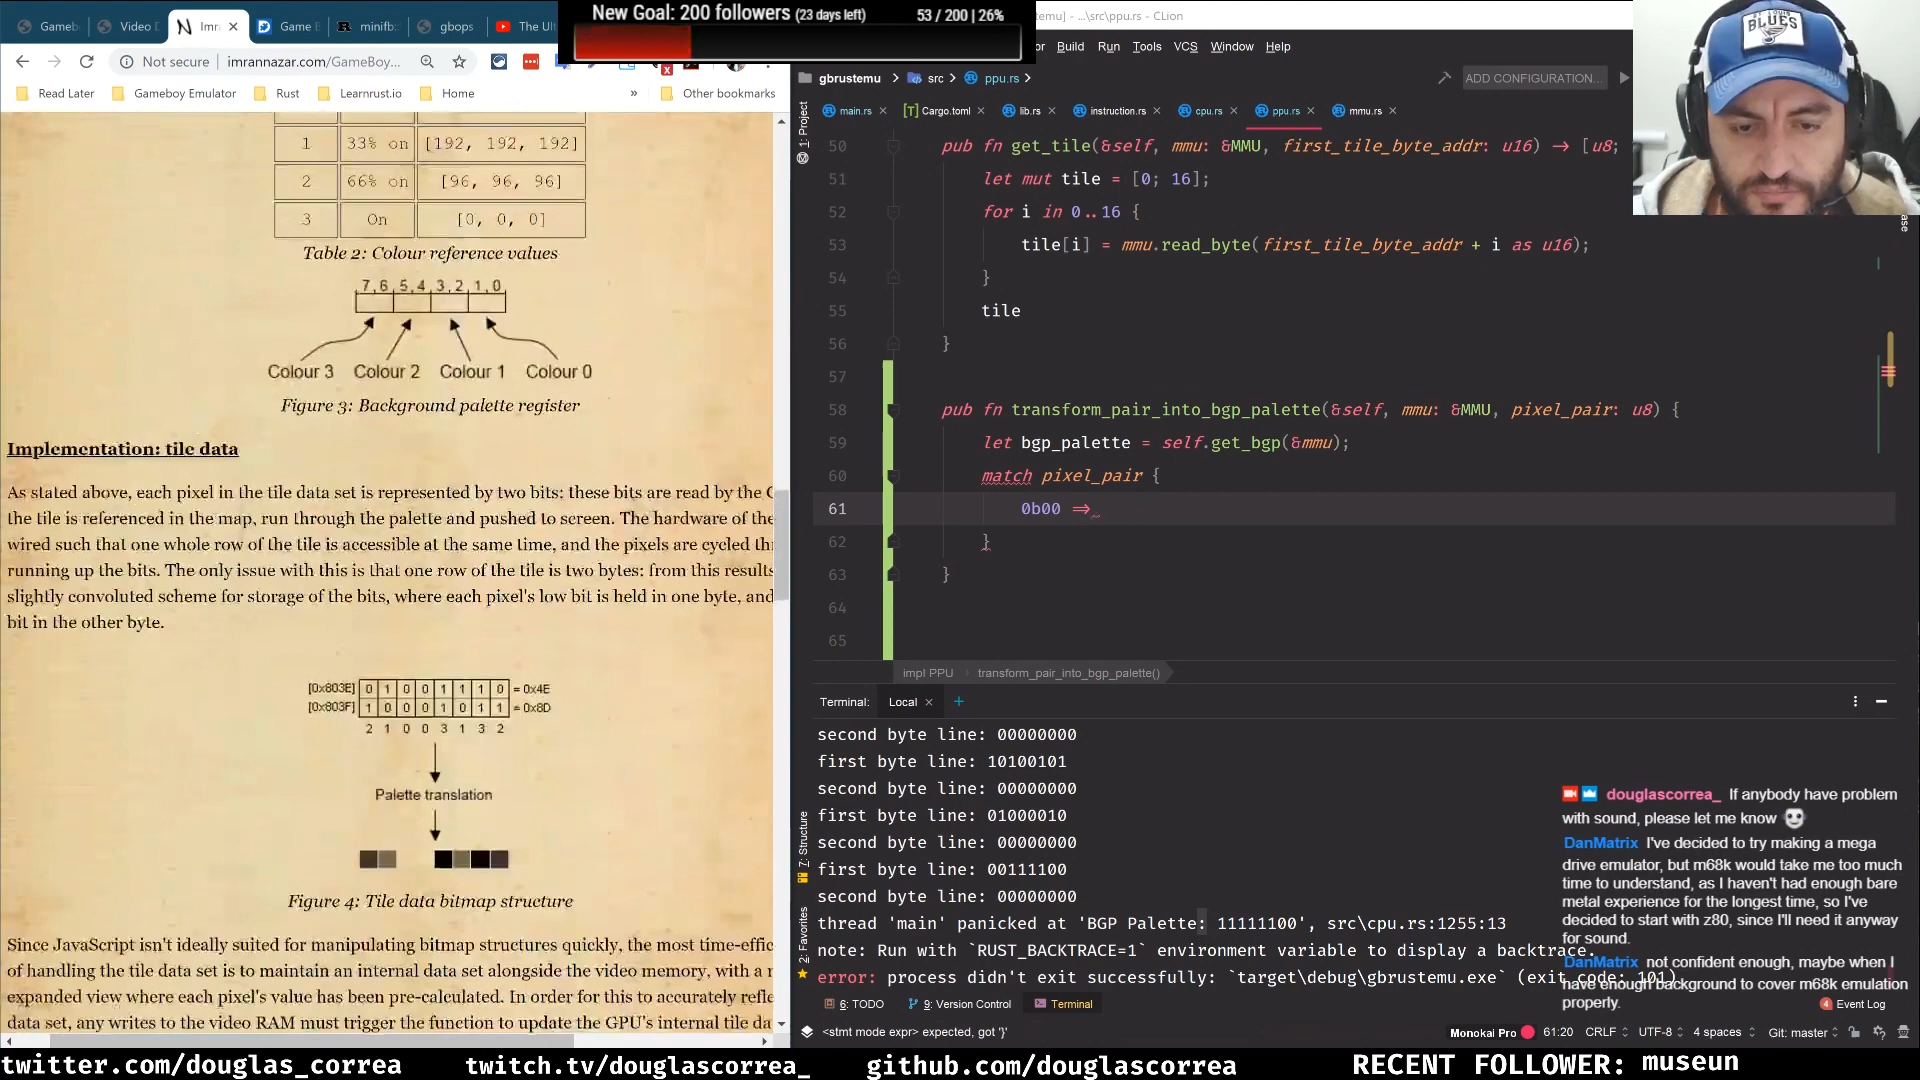 New Goal: 200 followers (23 days left) 53 / 200 | 26%
Gameb
Video D
Imra
Game B
minifb:
gbops
The Ult
temu] - ...\src\ppu.rs - CLion
Not secure
imrannazar.com/GameBoy...
or Build Run Tools VCS Window Help
Read Later Gameboy Emulator Rust Learnrust.io Home » Other bookmarks
gbrustemu src ppu.rs
ADD CONFIGURATION...
main.rs Cargo.toml lib.rs instruction.rs cpu.rs ppu.rs mmu.rs
1: Project
1 33% on [192, 192, 192]
2 66% on [96, 96, 96]
3 On [0, 0, 0]
Table 2: Colour reference values
7,6 5,4 3,2 1,0
Colour 3 Colour 2 Colour 1 Colour 0
Figure 3: Background palette register
Implementation: tile data
As stated above, each pixel in the tile data set is represented by two bits: these bits are read by the G
the tile is referenced in the map, run through the palette and pushed to screen. The hardware of the
wired such that one whole row of the tile is accessible at the same time, and the pixels are cycled thr
running up the bits. The only issue with this is that one row of the tile is two bytes: from this results
slightly convoluted scheme for storage of the bits, where each pixel's low bit is held in one byte, and
bit in the other byte.
[0x803E] 0 1 0 0 1 1 1 0 = 0x4E
[0x803F] 1 0 0 0 1 0 1 1 = 0x8D
2 1 0 0 3 1 3 2
Palette translation
Figure 4: Tile data bitmap structure
Since JavaScript isn't ideally suited for manipulating bitmap structures quickly, the most time-effic
of handling the tile data set is to maintain an internal data set alongside the video memory, with a m
expanded view where each pixel's value has been pre-calculated. In order for this to accurately refle
data set, any writes to the video RAM must trigger the function to update the GPU's internal tile da
50 pub fn get_tile(&self, mmu: &MMU, first_tile_byte_addr: u16) → [u8;
51 let mut tile = [0; 16];
52 for i in 0..16 {
53 tile[i] = mmu.read_byte(first_tile_byte_addr + i as u16);
54 }
55 tile
56 }
57
58 pub fn transform_pair_into_bgp_palette(&self, mmu: &MMU, pixel_pair: u8) {
59 let bgp_palette = self.get_bgp(&mmu);
60 match pixel_pair {
61 0b00 ⇒
62 }
63 }
64
65
impl PPU transform_pair_into_bgp_palette()
Terminal: Local
second byte line: 00000000
first byte line: 10100101
second byte line: 00000000
first byte line: 01000010
second byte line: 00000000
first byte line: 00111100
second byte line: 00000000
thread 'main' panicked at 'BGP Palette: 11111100', src\cpu.rs:1255:13
note: Run with `RUST_BACKTRACE=1` environment variable to display a backtrace.
error: process didn't exit successfully: `target\debug\gbrustemu.exe` (exit code: 101)
7: Structure
2: Favorites
douglascorrea_ If anybody have problem
with sound, please let me know
DanMatrix I've decided to try making a mega
drive emulator, but m68k would take me too much
time to understand, as I haven't had enough bare
metal experience for the longest time, so I've
decided to start with z80, since I'll need it anyway
for sound.
DanMatrix not confident enough, maybe when I
have enough background to cover m68k emulation
properly.
6: TODO 9: Version Control Terminal
4 Event Log
<stmt mode expr> expected, got '}'
Monokai Pro 61:20 CRLF UTF-8 4 spaces Git: master
twitter.com/douglas_correa twitch.tv/douglascorrea_ github.com/douglascorrea RECENT FOLLOWER: museun
BLUES